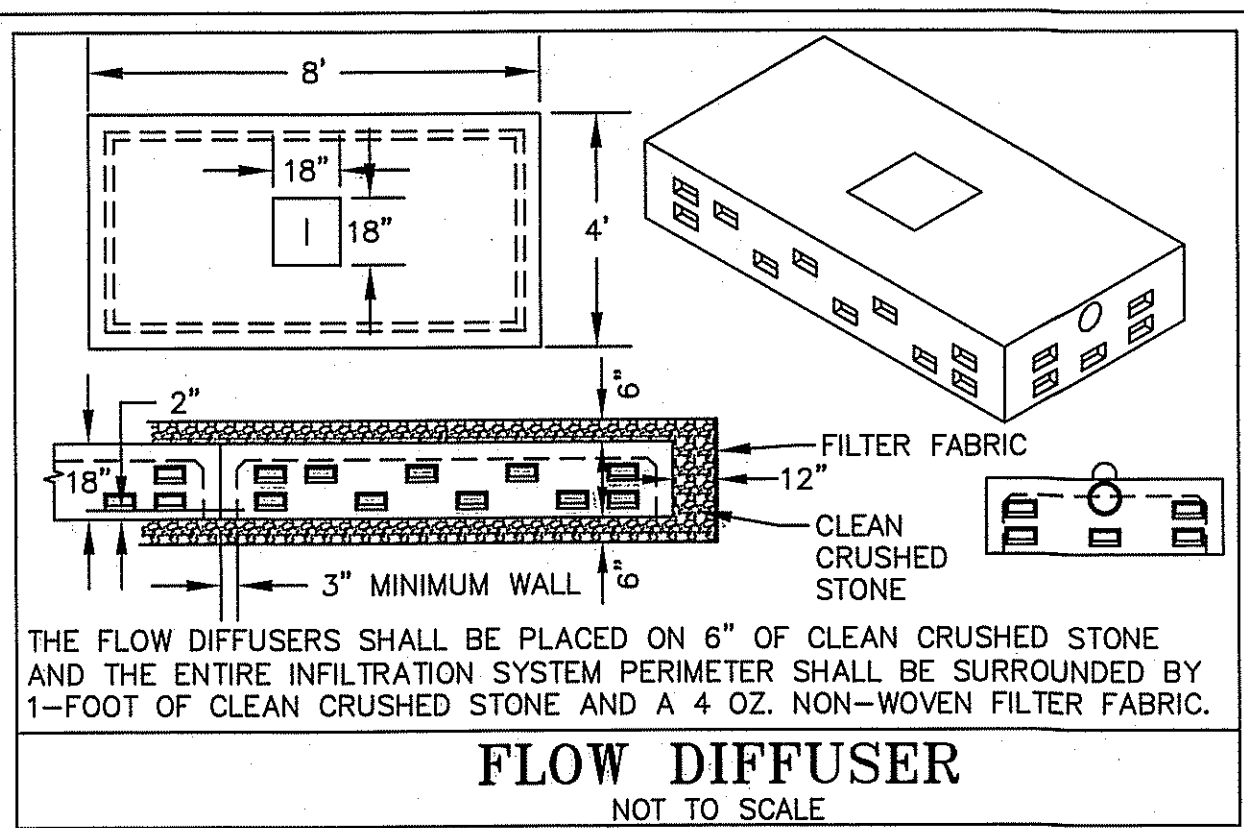 8'
18"
18"
4'
2"
6"
FILTER FABRIC
18"
12"
CLEAN
CRUSHED
STONE
3" MINIMUM WALL
6"
THE FLOW DIFFUSERS SHALL BE PLACED ON 6" OF CLEAN CRUSHED STONE
AND THE ENTIRE INFILTRATION SYSTEM PERIMETER SHALL BE SURROUNDED BY
1-FOOT OF CLEAN CRUSHED STONE AND A 4 OZ. NON-WOVEN FILTER FABRIC.
FLOW DIFFUSER
NOT TO SCALE